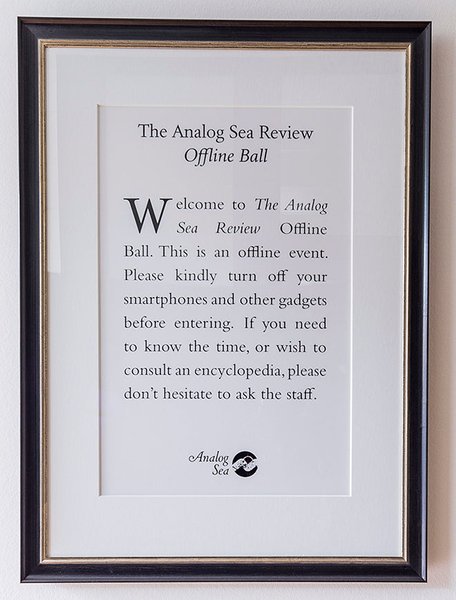 The Analog Sea Review
Offline Ball
Welcome to The Analog
Sea Review Offline
Ball. This is an offline event.
Please kindly turn off your
smartphones and other gadgets
before entering. If you need
to know the time, or wish to
consult an encyclopedia, please
don't hesitate to ask the staff.
Analog
Sea